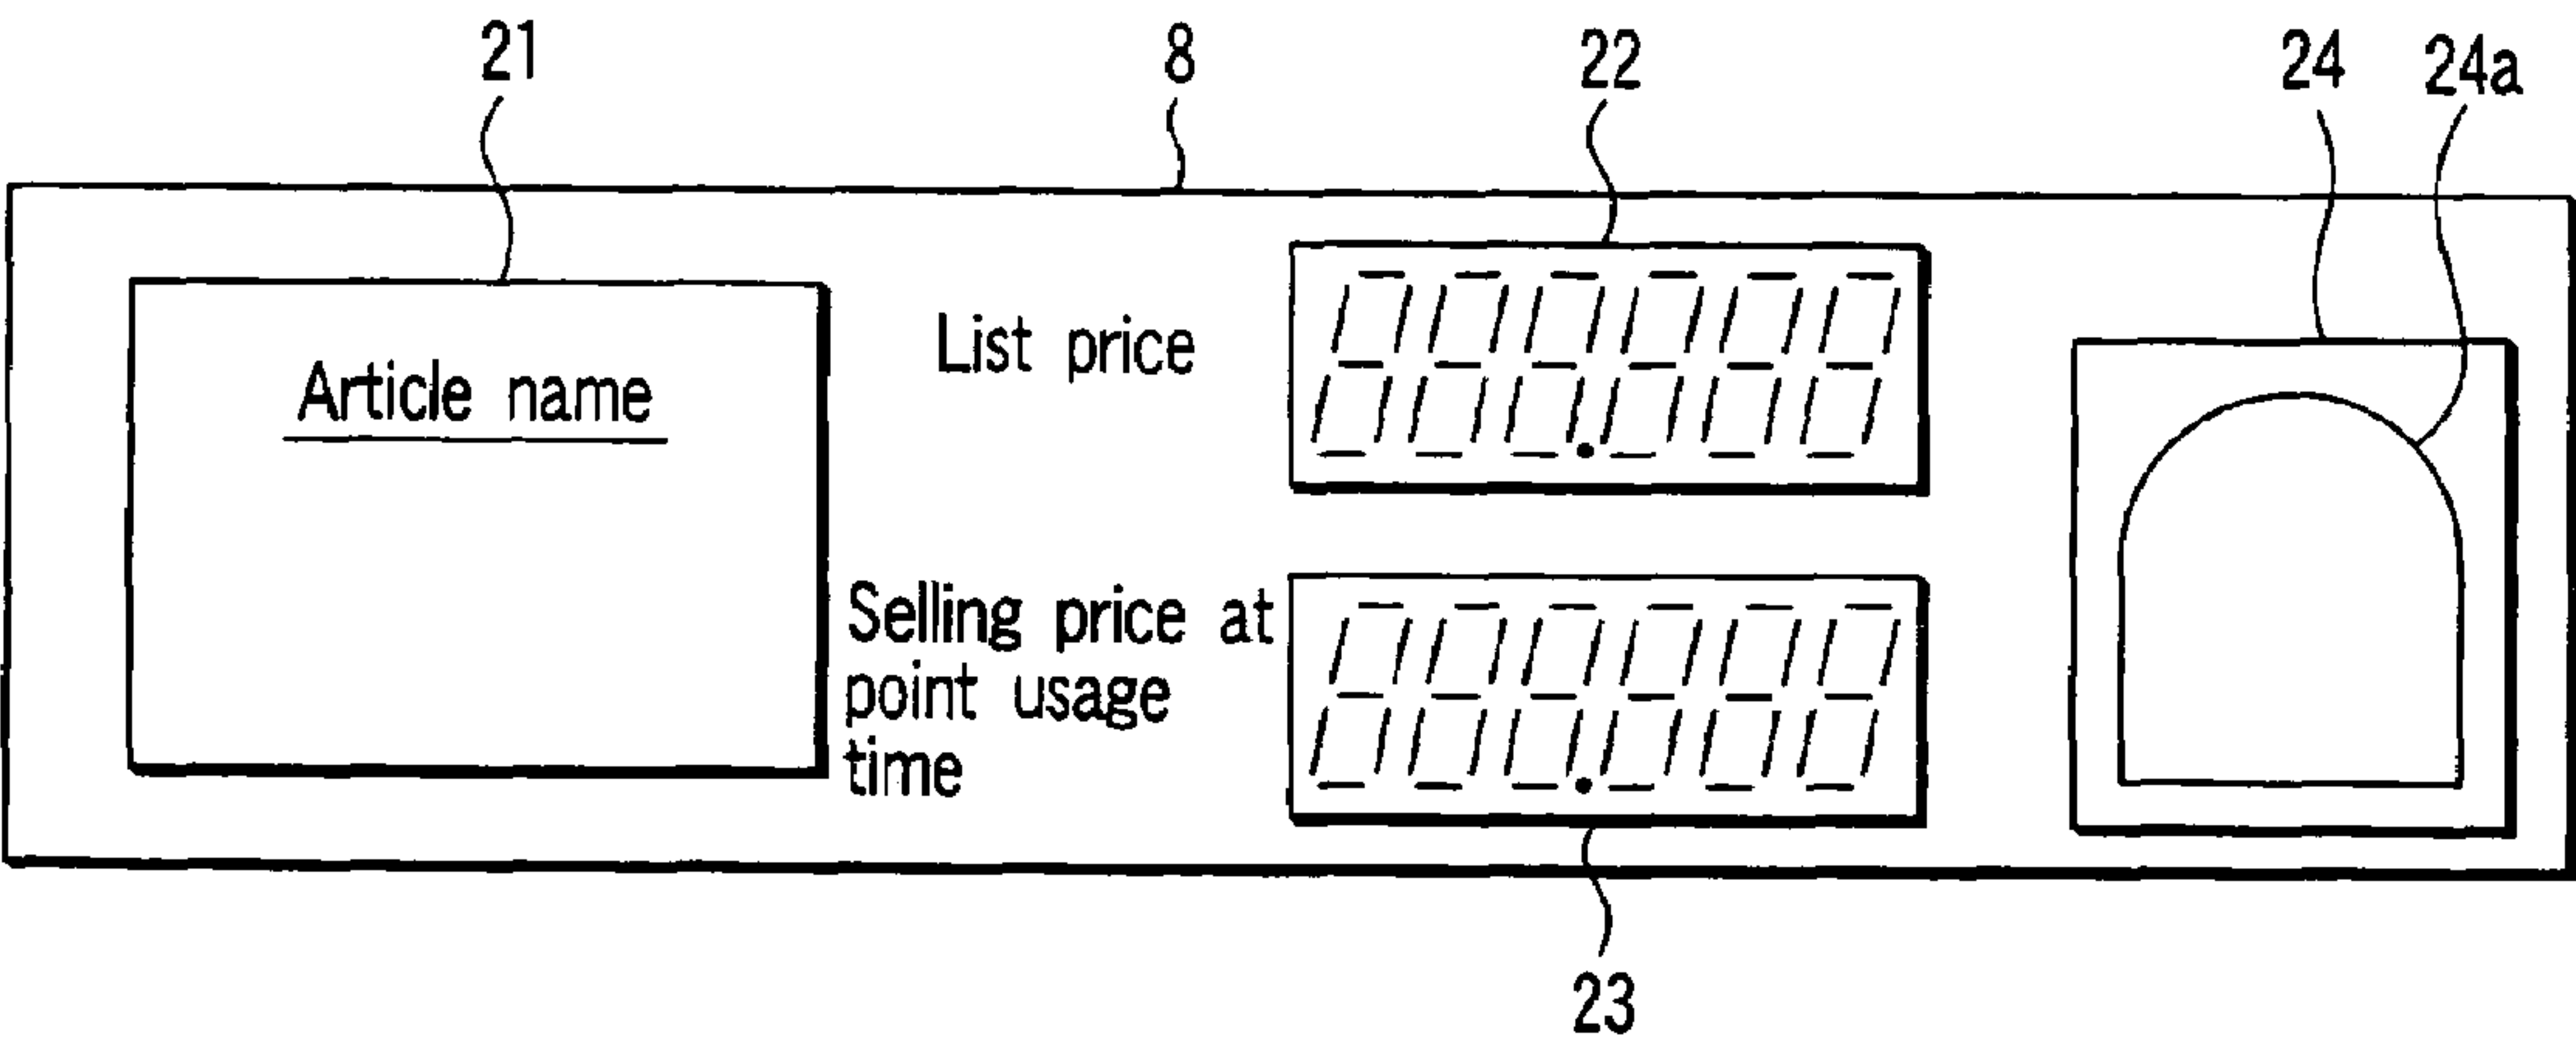 21
8
22
24
24a
Article name
List price
Selling price at
point usage
time
23